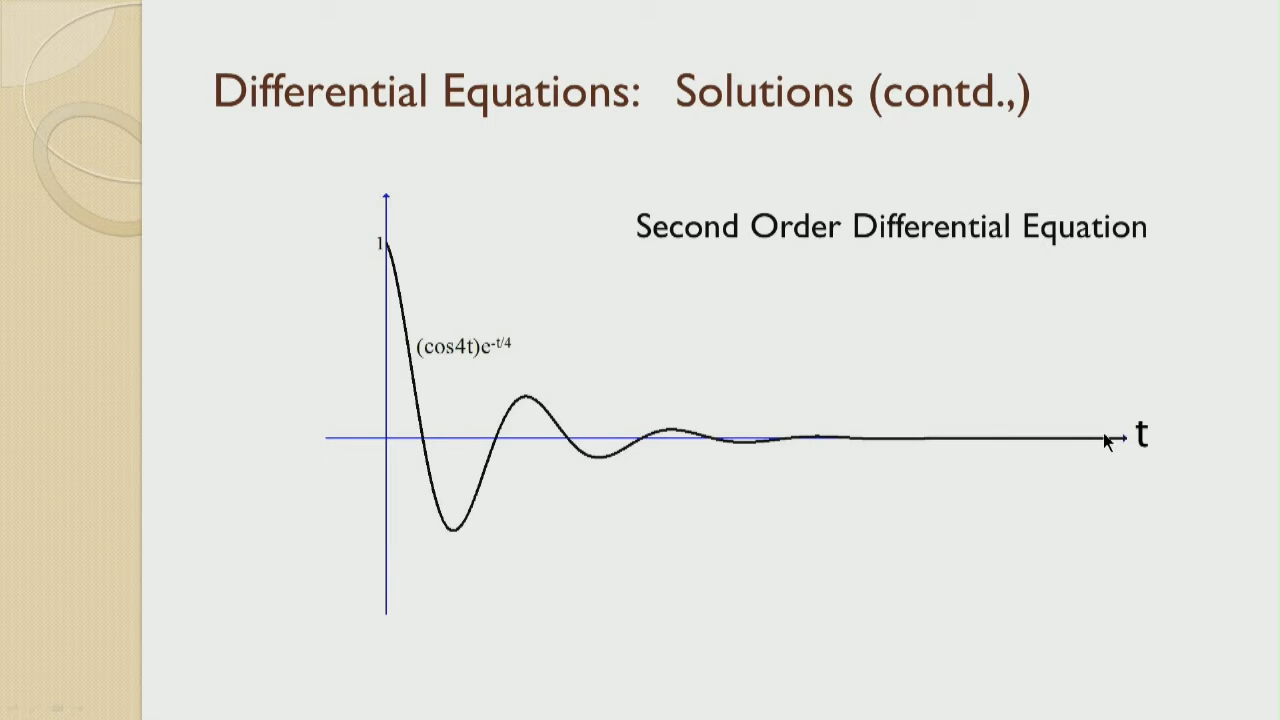 Differential Equations: Solutions (contd.,)
Second Order Differential Equation
1
(cos4t)e-t/4
t